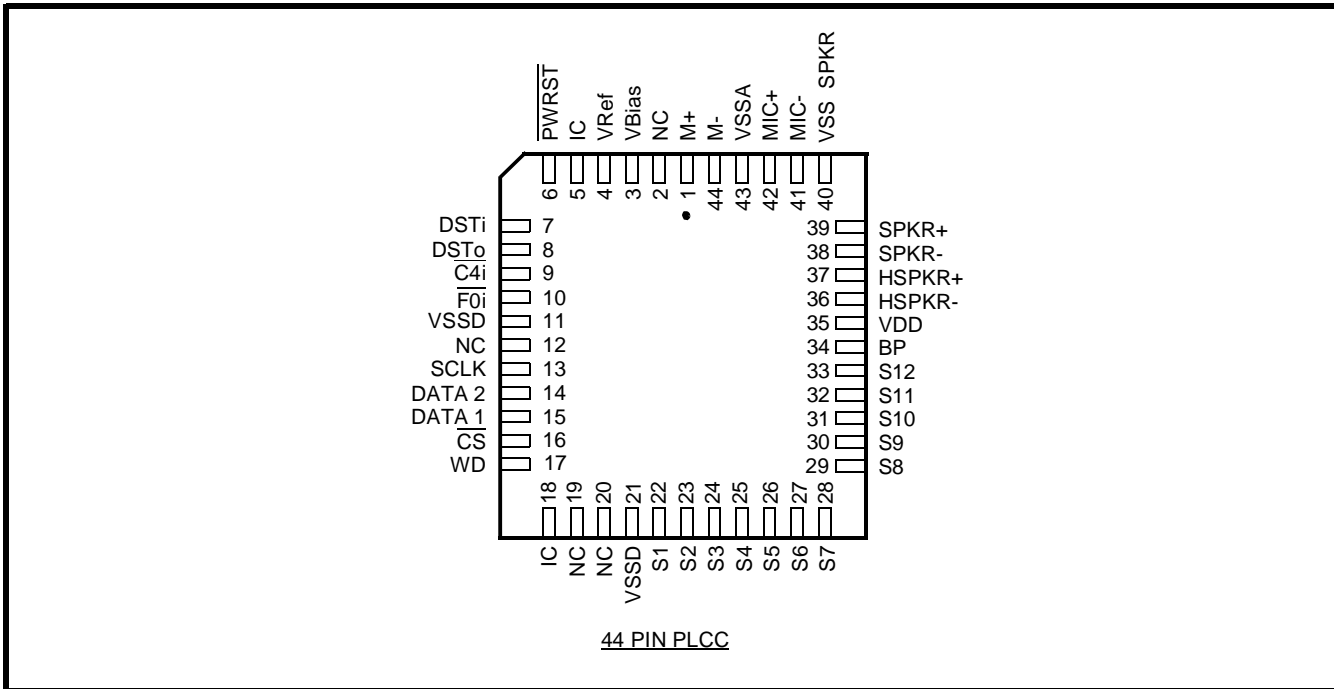 PWRST
IC
VRef
VBias
NC
M+
M-
VSSA
MIC+
MIC-
VSS SPKR
6
5
4
3
2
1
44
43
42
41
40
DSTi 7
DSTo 8
C4i 9
F0i 10
VSSD 11
NC 12
SCLK 13
DATA 2 14
DATA 1 15
CS 16
WD 17
39 SPKR+
38 SPKR-
37 HSPKR+
36 HSPKR-
35 VDD
34 BP
33 S12
32 S11
31 S10
30 S9
29 S8
18
19
20
21
22
23
24
25
26
27
28
IC
NC
NC
VSSD
S1
S2
S3
S4
S5
S6
S7
44 PIN PLCC